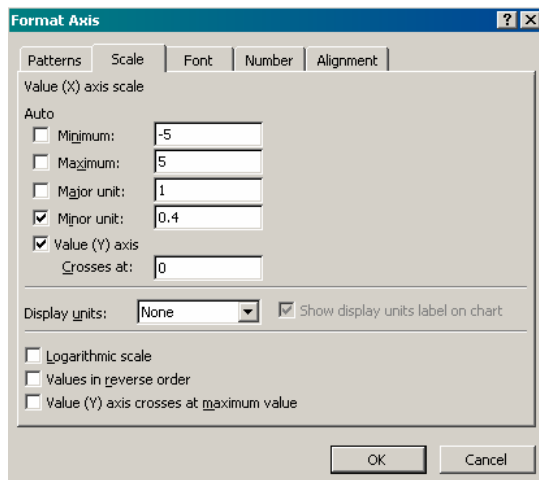 Format Axis
Patterns Scale Font Number Alignment
Value (X) axis scale
Auto
Minimum: -5
Maximum: 5
Major unit: 1
Minor unit: 0.4
Value (Y) axis
Crosses at: 0
Display units: None Show display units label on chart
Logarithmic scale
Values in reverse order
Value (Y) axis crosses at maximum value
OK Cancel